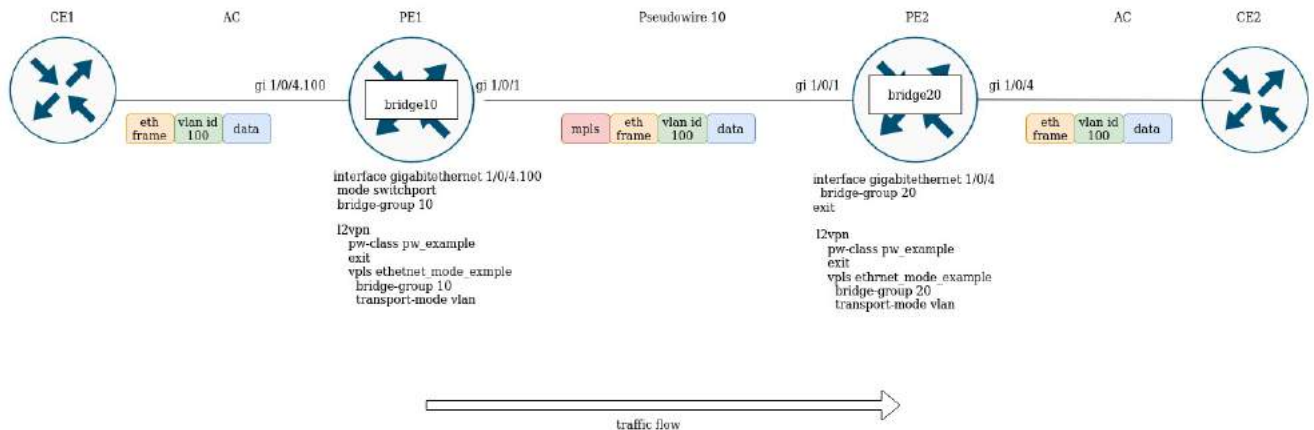 CE1 AC PE1 Pseudowire 10 PE2 AC CE2
gi 1/0/4.100 gi 1/0/1 gi 1/0/1 gi 1/0/4
bridge10
bridge20
eth frame vlan id 100 data
mpls eth frame vlan id 100 data
eth frame vlan id 100 data
interface gigabitethernet 1/0/4.100
mode switchport
bridge-group 10
l2vpn
pw-class pw_example
exit
vpls ethetnet_mode_exmple
bridge-group 10
transport-mode vlan
interface gigabitethernet 1/0/4
bridge-group 20
exit
l2vpn
pw-class pw_example
exit
vpls ethrnet_mode_example
bridge-group 20
transport-mode vlan
traffic flow